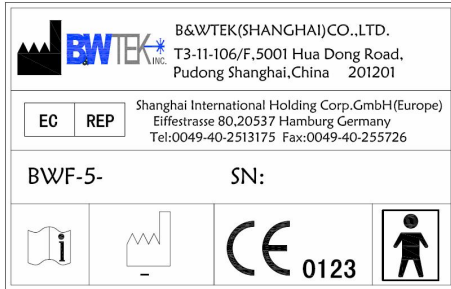 B&WTEK INC.
B&WTEK(SHANGHAI)CO.,LTD.
T3-11-106/F,5001 Hua Dong Road,
Pudong Shanghai,China 201201
EC REP
Shanghai International Holding Corp.GmbH(Europe)
Eiffestrasse 80,20537 Hamburg Germany
Tel:0049-40-2513175 Fax:0049-40-255726
BWF-5- SN:
i
CE 0123